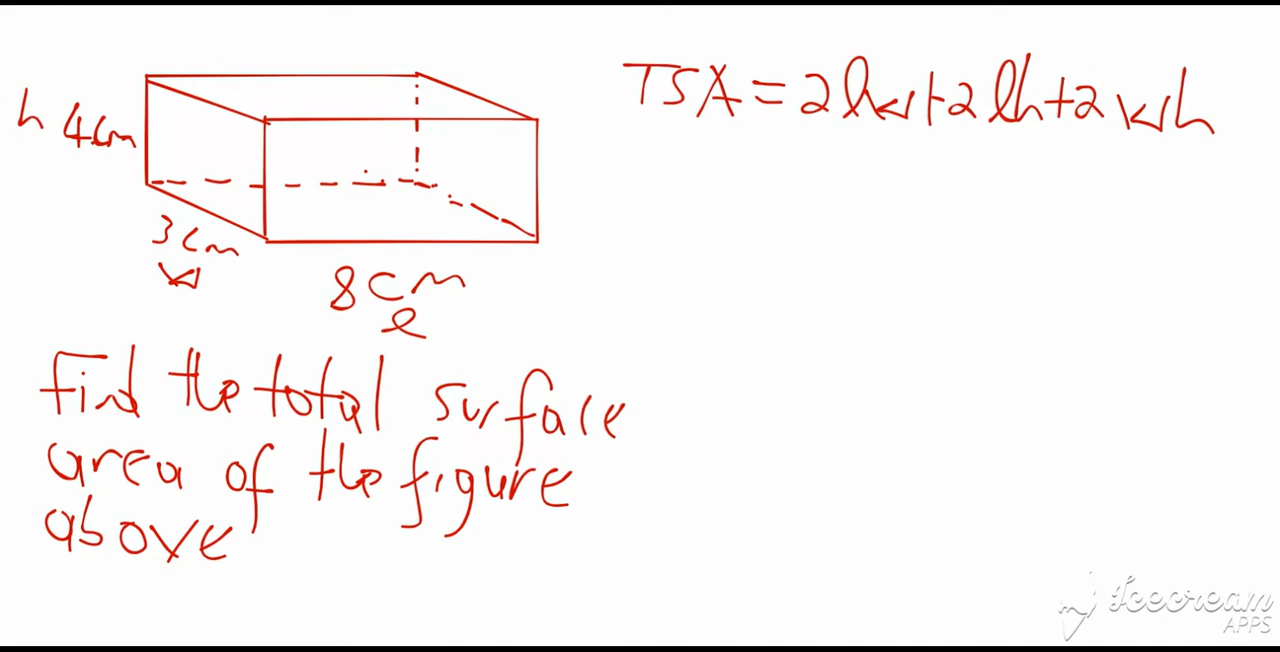 TSA = 2lw + 2lh + 2wh
h 4cm
3cm
w
8cm
l
Find the total surface
area of the figure
above
Icecream
APPS